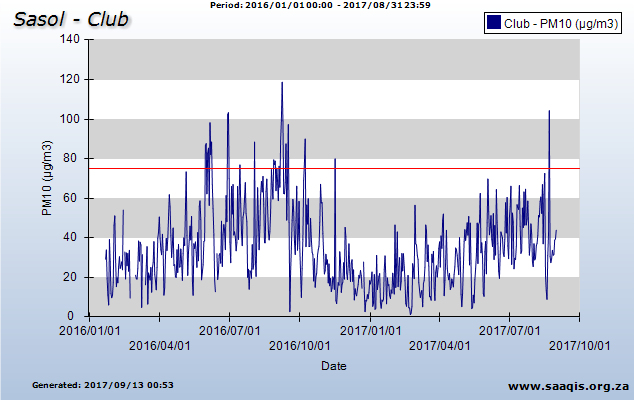 Period: 2016/01/01 00:00 - 2017/08/31 23:59
Sasol - Club
Club - PM10 (µg/m3)
140
120
100
80
60
40
20
0
PM10 (µg/m3)
2016/01/01
2016/07/01
2017/01/01
2017/07/01
2016/04/01
2016/10/01
2017/04/01
2017/10/01
Date
Generated: 2017/09/13 00:53
www.saaqis.org.za